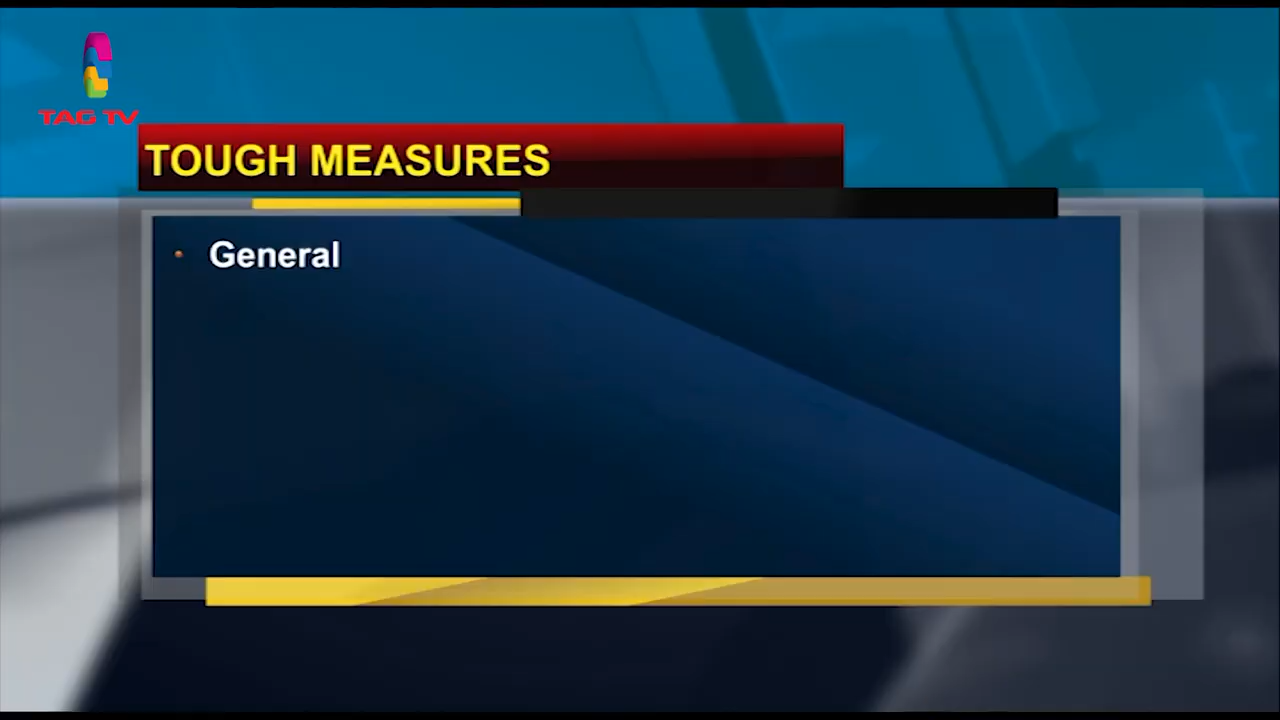 TAG TV
TOUGH MEASURES
• General